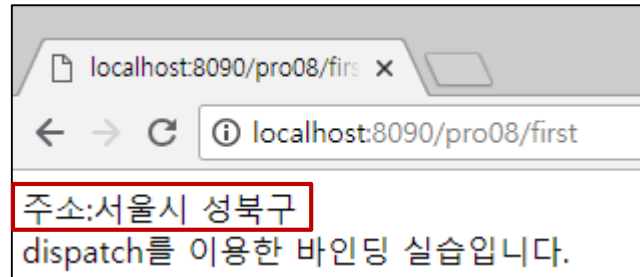 localhost:8090/pro08/firs
localhost:8090/pro08/first
주소:서울시 성북구
dispatch를 이용한 바인딩 실습입니다.